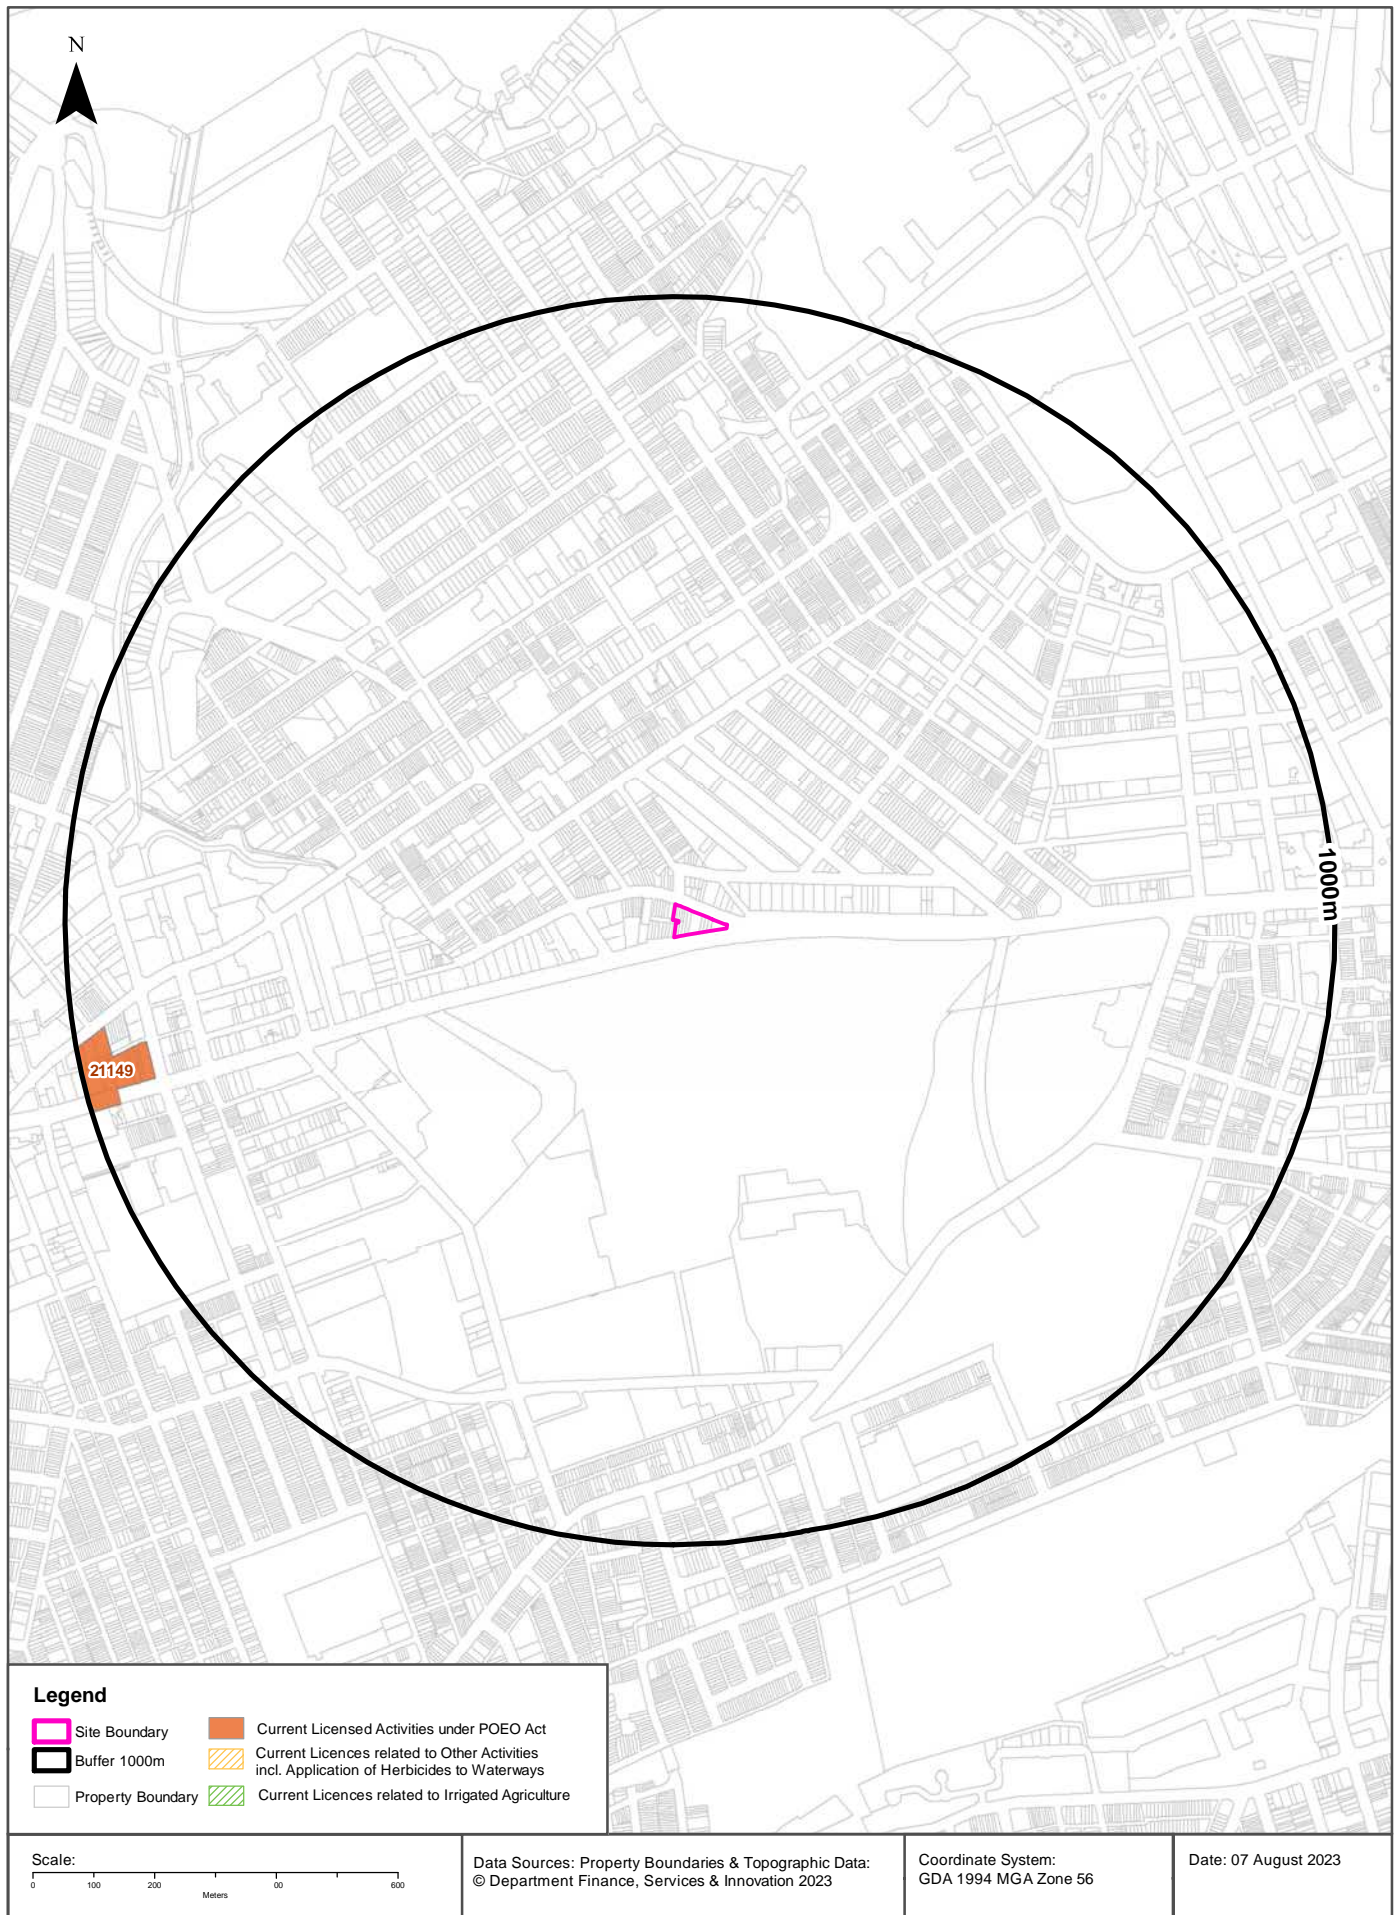 N
1000m
21149
Legend
Site Boundary
Buffer 1000m
Property Boundary
Current Licensed Activities under POEO Act
Current Licences related to Other Activities
incl. Application of Herbicides to Waterways
Current Licences related to Irrigated Agriculture
Scale:
0 100 200 00 600
Meters
Data Sources: Property Boundaries & Topographic Data:
© Department Finance, Services & Innovation 2023
Coordinate System:
GDA 1994 MGA Zone 56
Date: 07 August 2023